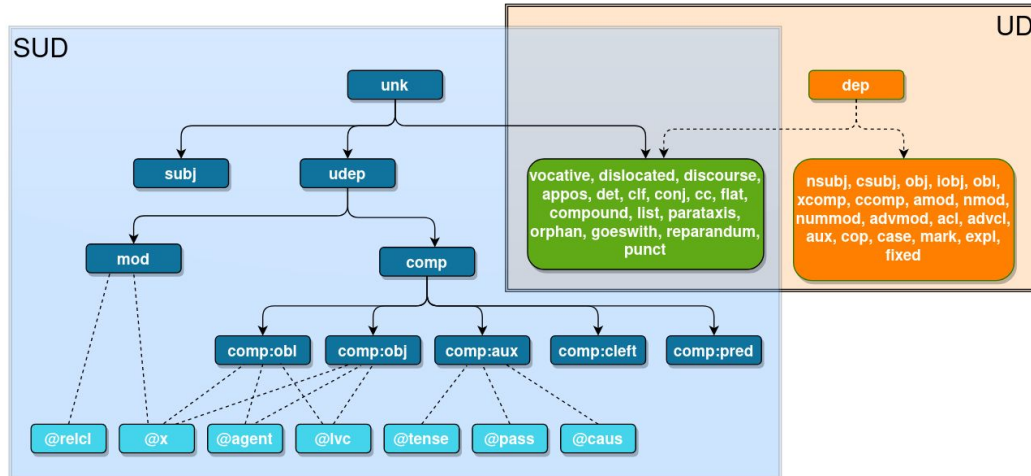 SUD
UD
unk
dep
subj
udep
vocative, dislocated, discourse,
appos, det, clf, conj, cc, flat,
compound, list, parataxis,
orphan, goeswith, reparandum,
punct
nsubj, csubj, obj, iobj, obl,
xcomp, ccomp, amod, nmod,
nummod, advmod, acl, advcl,
aux, cop, case, mark, expl,
fixed
mod
comp
comp:obl
comp:obj
comp:aux
comp:cleft
comp:pred
@relcl
@x
@agent
@lvc
@tense
@pass
@caus